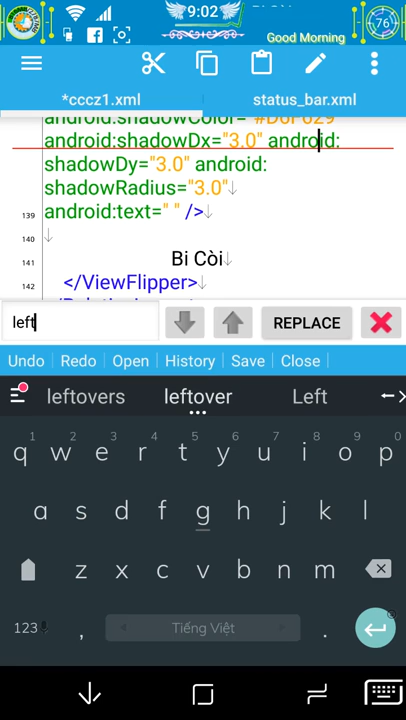 9:02
76
Good Morning
*cccz1.xml
status_bar.xml
android:shadowColor="#D6F029"
android:shadowDx="3.0" android:
shadowDy="3.0" android:
shadowRadius="3.0"↓
139 android:text=" " />↓
140 ↓
141 Bi Còi↓
142 </ViewFlipper>↓
left
REPLACE
Undo Redo Open History Save Close
leftovers leftover Left
1 2 3 4 5 6 7 8 9 0
q w e r t y u i o p
a s d f g h j k l
z x c v b n m
123 , Tiếng Việt .